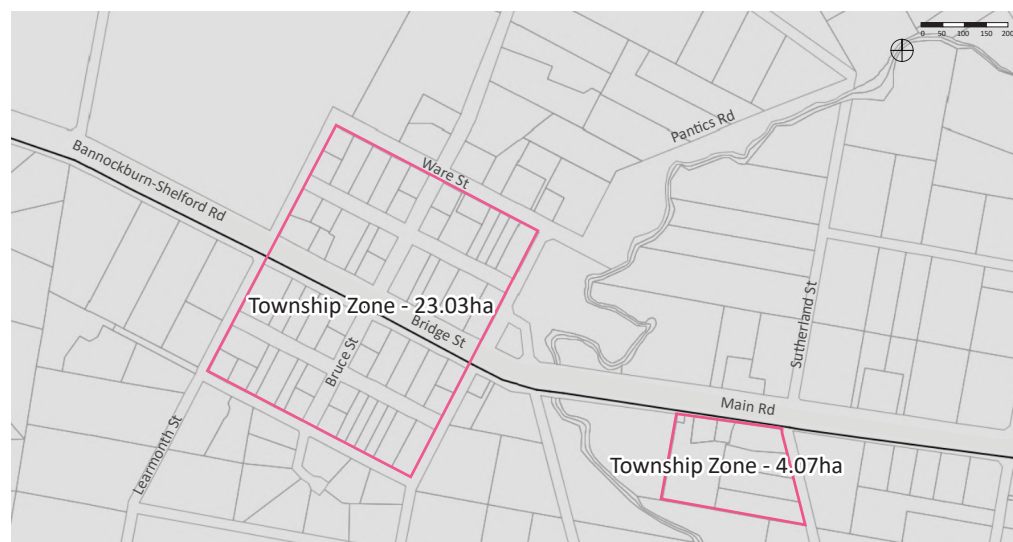 0 50 100 150 200
Pantics Rd
Ware St
Bannockburn-Shelford Rd
Township Zone - 23.03ha
Bridge St
Sutherland St
Bruce St
Main Rd
Learmonth St
Township Zone - 4.07ha